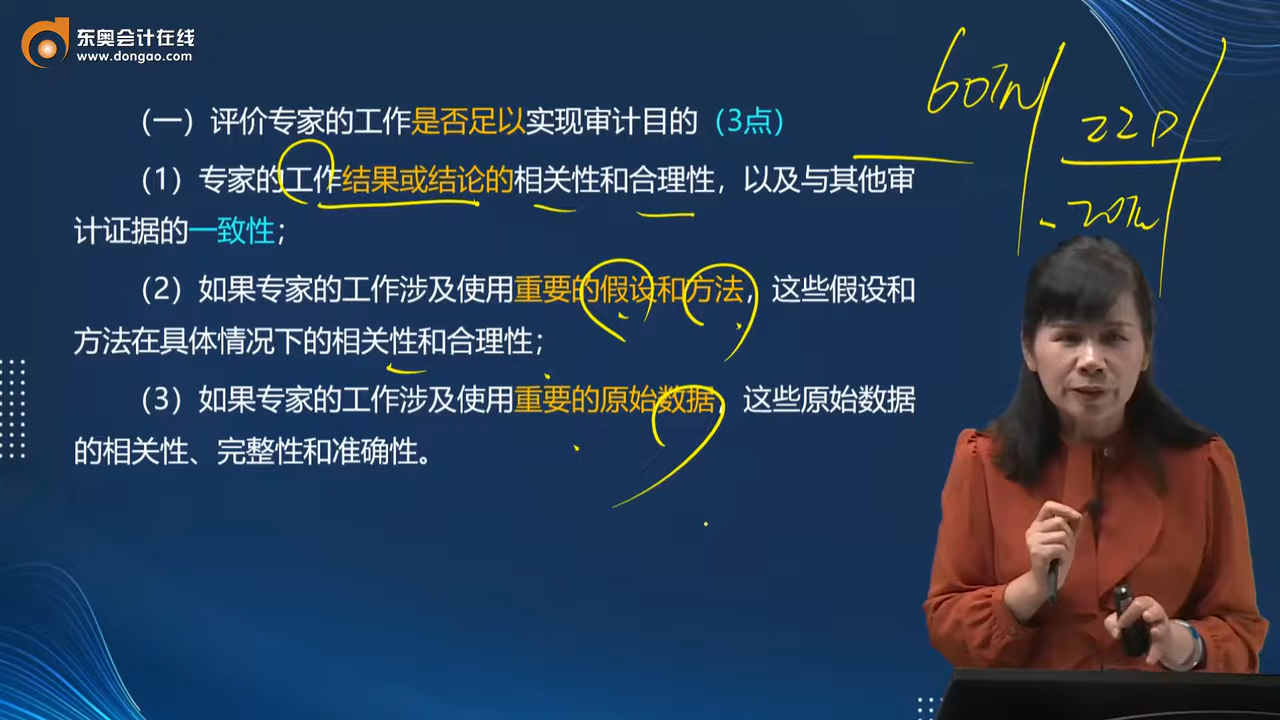 东奥会计在线
www.dongao.com
（一）评价专家的工作是否足以实现审计目的（3点）
（1）专家的工作结果或结论的相关性和合理性，以及与其他审
计证据的一致性；
（2）如果专家的工作涉及使用重要的假设和方法，这些假设和
方法在具体情况下的相关性和合理性；
（3）如果专家的工作涉及使用重要的原始数据，这些原始数据
的相关性、完整性和准确性。